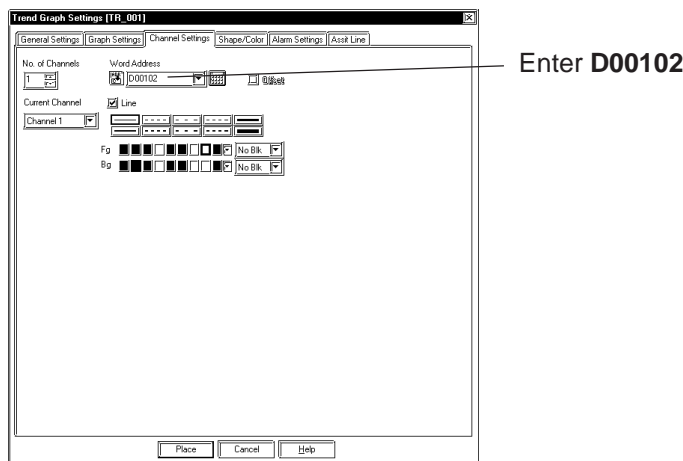 Trend Graph Settings [TR_001]
General Settings Graph Settings Channel Settings Shape/Color Alarm Settings Assit Line
No. of Channels Word Address
1 D00102 Offset
Current Channel Line
Channel 1
Fg No Blk
Bg No Blk
Place Cancel Help
Enter D00102